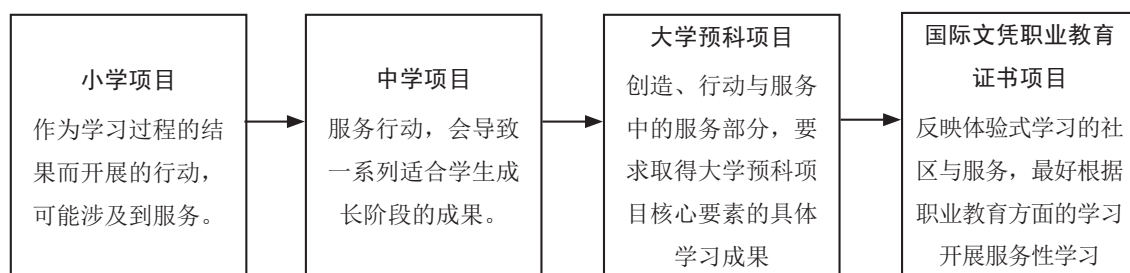 小学项目
作为学习过程的结
果而开展的行动，
可能涉及到服务。
中学项目
服务行动，会导致
一系列适合学生成
长阶段的成果。
大学预科项目
创造、行动与服务
中的服务部分，要
求取得大学预科项
目核心要素的具体
学习成果
国际文凭职业教育
证书项目
反映体验式学习的社
区与服务，最好根据
职业教育方面的学习
开展服务性学习